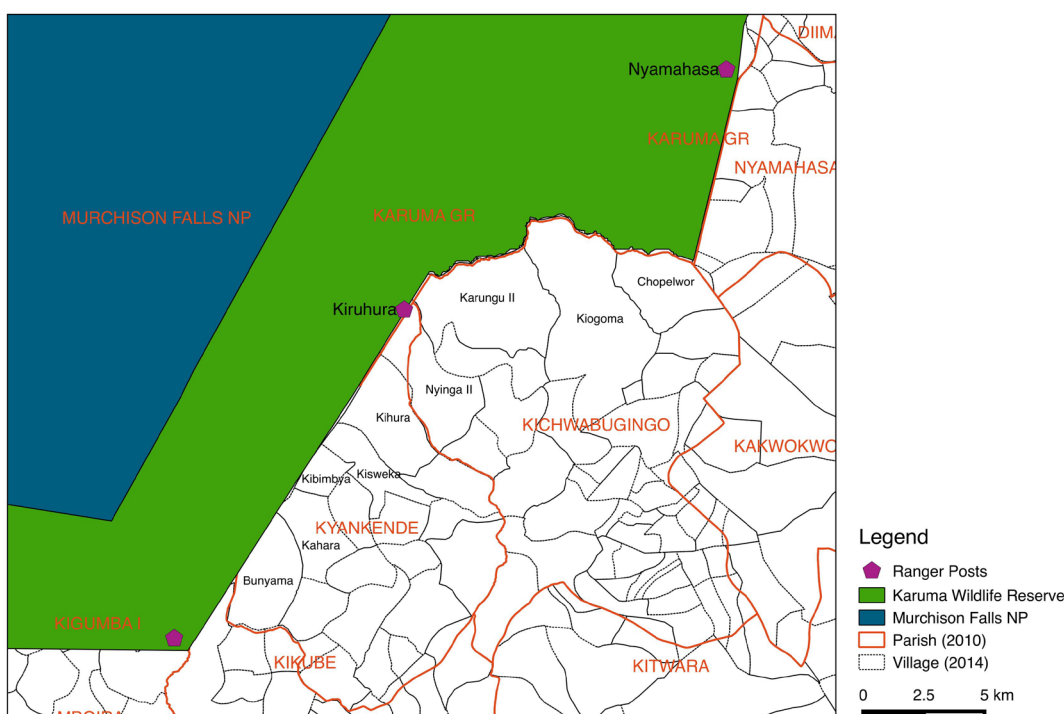 DIIMA
Nyamahasa
KARUMA GR
NYAMAHASA
MURCHISON FALLS NP
KARUMA GR
Chopelwor
Karungu II
Kiruhura
Kiogoma
Nyinga II
Kihura
KICHWABUGINGO
KAKWOKWO
Kisweka
Kibimbya
KYANKENDE
Kahara
Bunyama
KIGUMBA I
KIKUBE
KITWARA
Legend
Ranger Posts
Karuma Wildlife Reserve
Murchison Falls NP
Parish (2010)
Village (2014)
0 2.5 5 km